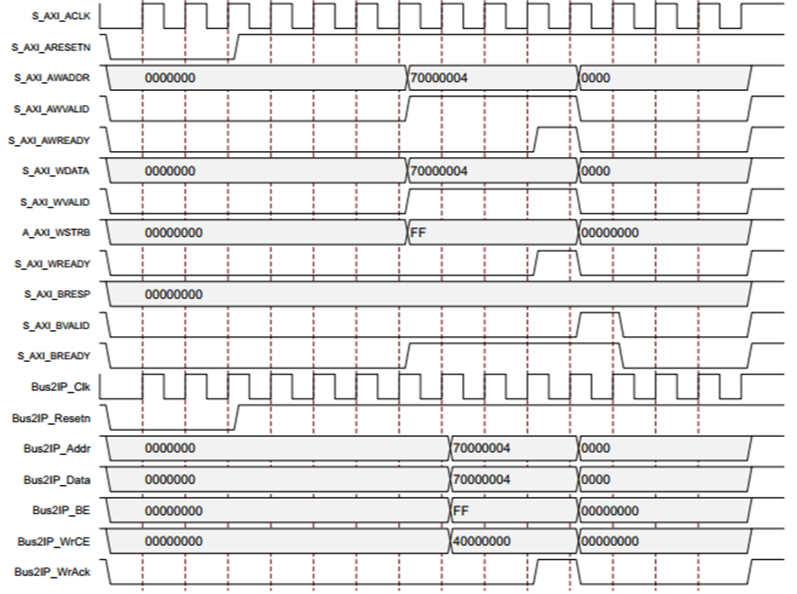 S_AXI_ACLK
S_AXI_ARESETN
S_AXI_AWADDR 0000000 70000004 0000
S_AXI_AWVALID
S_AXI_AWREADY
S_AXI_WDATA 0000000 70000004 0000
S_AXI_WVALID
A_AXI_WSTRB 00000000 FF 00000000
S_AXI_WREADY
S_AXI_BRESP 00000000
S_AXI_BVALID
S_AXI_BREADY
Bus2IP_Clk
Bus2IP_Resetn
Bus2IP_Addr 0000000 70000004 0000
Bus2IP_Data 0000000 70000004 0000
Bus2IP_BE 00000000 FF 00000000
Bus2IP_WrCE 00000000 40000000 00000000
Bus2IP_WrAck